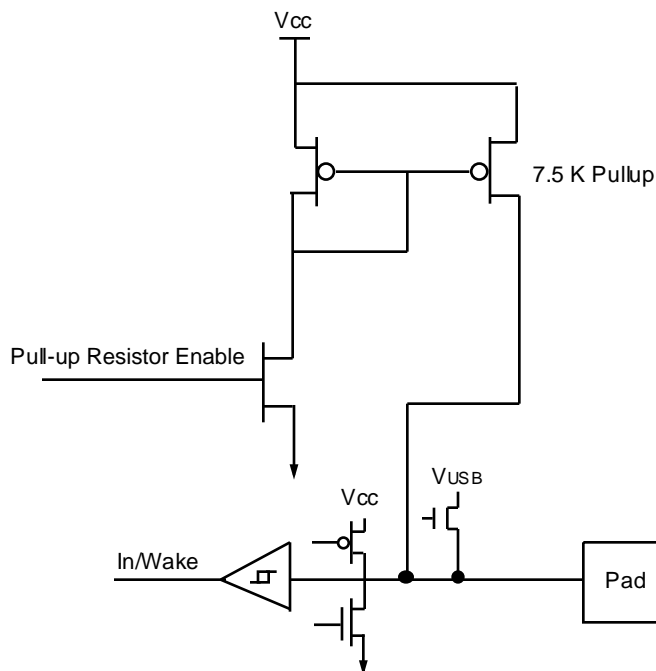 Vcc
7.5 K Pullup
Pull-up Resistor Enable
VUSB
Vcc
In/Wake
Pad